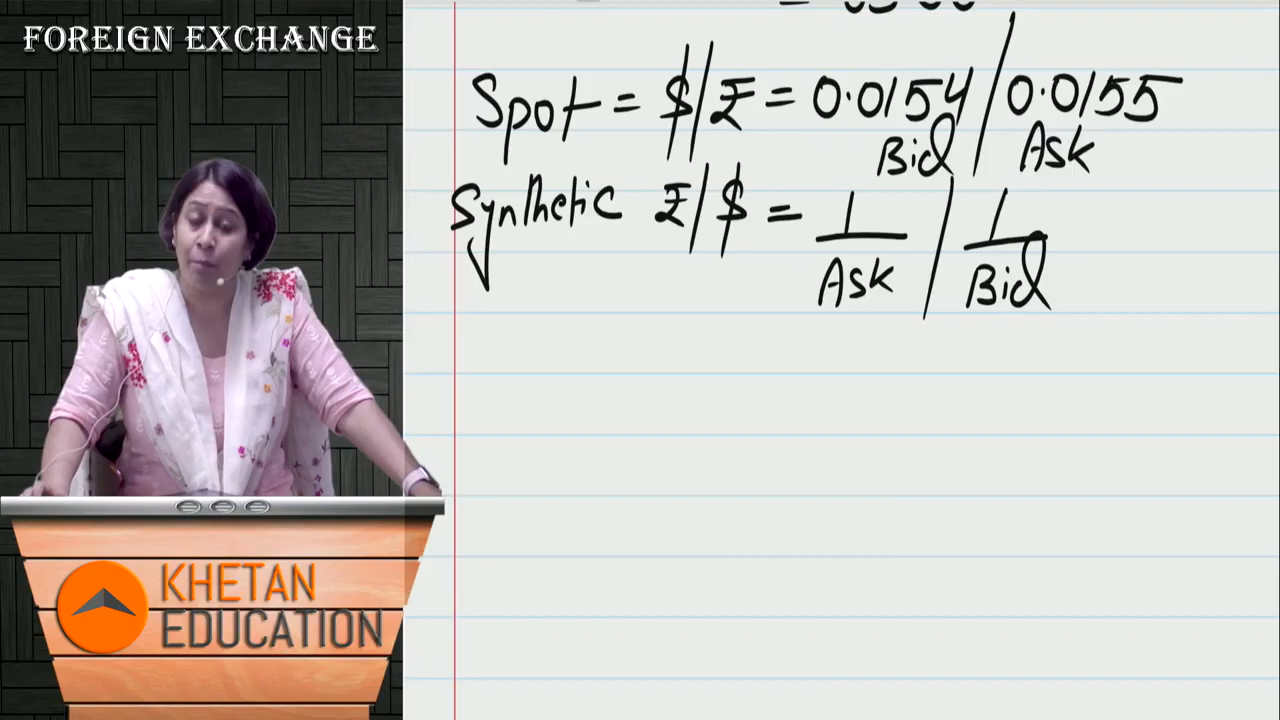 FOREIGN EXCHANGE
Spot = $/₹ = 0.0154 / 0.0155
Bid Ask
Synthetic ₹/$ = 1/Ask / 1/Bid
KHETAN
EDUCATION